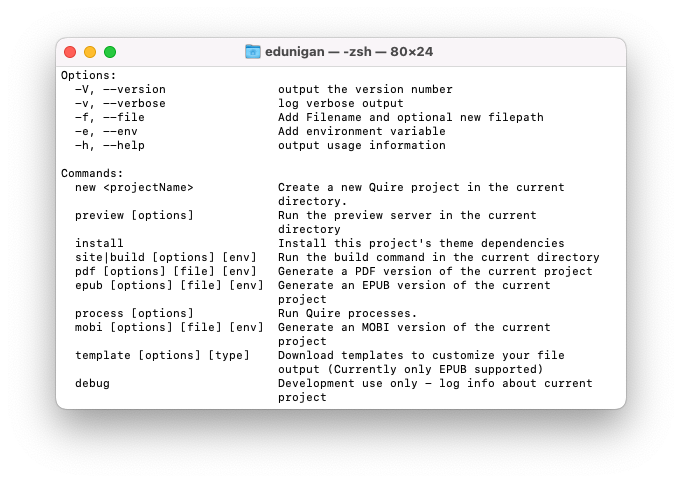 edunigan — -zsh — 80×24
Options:
-V, --version output the version number
-v, --verbose log verbose output
-f, --file Add Filename and optional new filepath
-e, --env Add environment variable
-h, --help output usage information
Commands:
new <projectName> Create a new Quire project in the current
directory.
preview [options] Run the preview server in the current
directory
install Install this project's theme dependencies
site|build [options] [env] Run the build command in the current directory
pdf [options] [file] [env] Generate a PDF version of the current project
epub [options] [file] [env] Generate an EPUB version of the current
project
process [options] Run Quire processes.
mobi [options] [file] [env] Generate an MOBI version of the current
project
template [options] [type] Download templates to customize your file
output (Currently only EPUB supported)
debug Development use only - log info about current
project